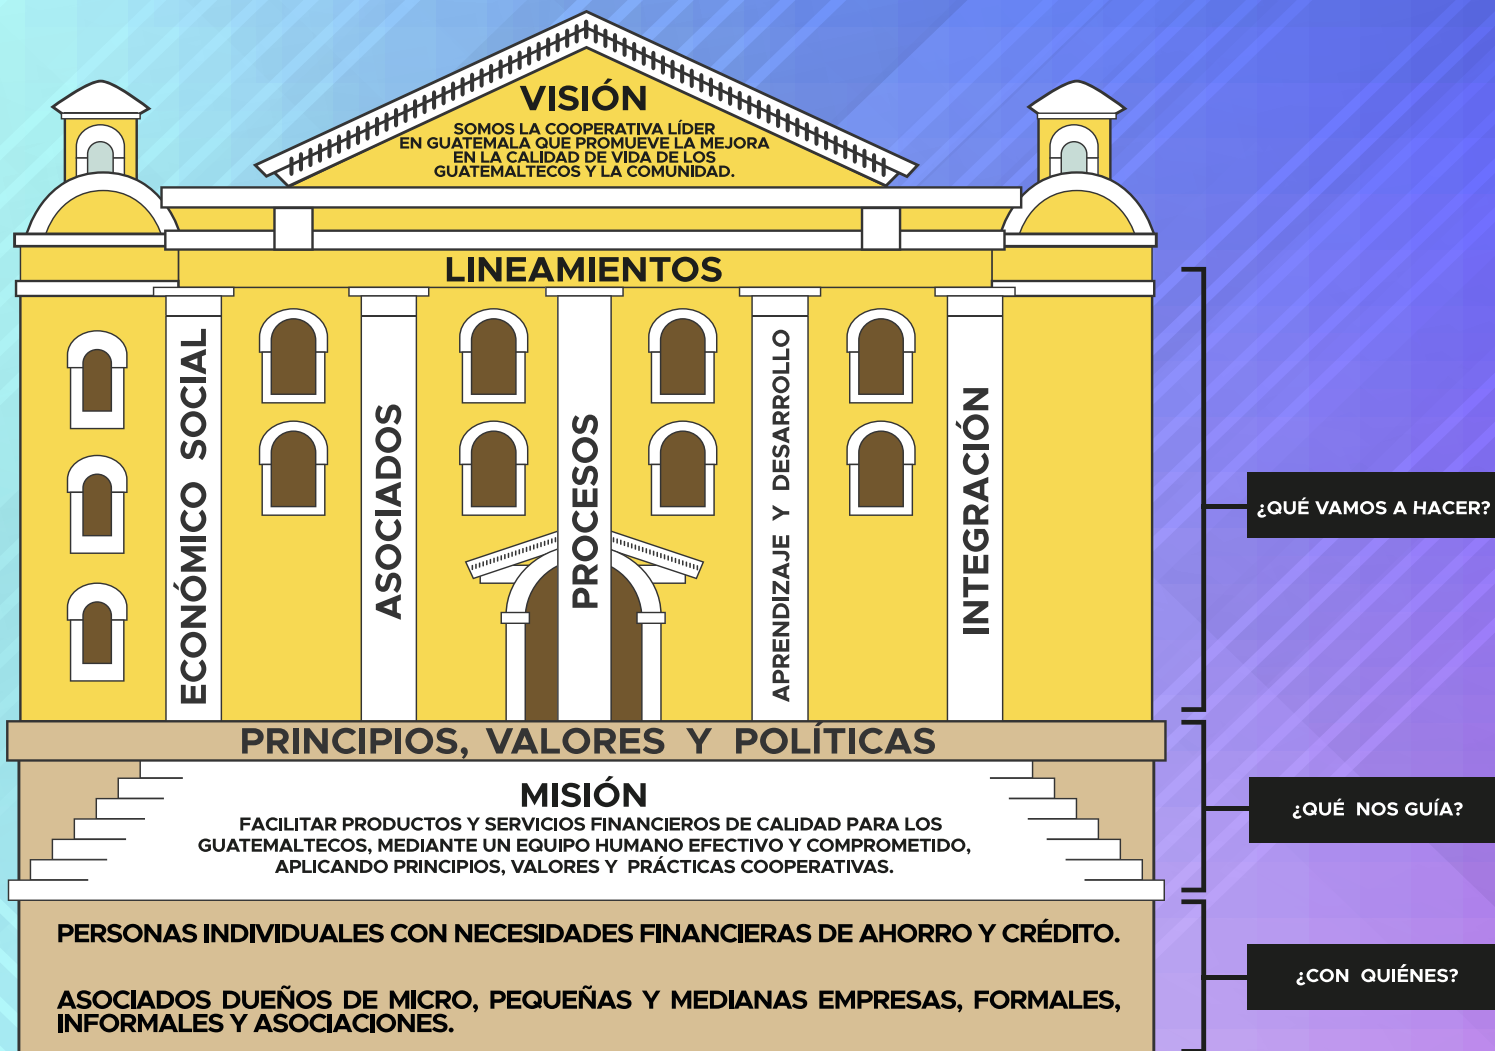 VISIÓN
SOMOS LA COOPERATIVA LÍDER
EN GUATEMALA QUE PROMUEVE LA MEJORA
EN LA CALIDAD DE VIDA DE LOS
GUATEMALTECOS Y LA COMUNIDAD.
LINEAMIENTOS
ECONÓMICO SOCIAL
ASOCIADOS
PROCESOS
APRENDIZAJE Y DESARROLLO
INTEGRACIÓN
¿QUÉ VAMOS A HACER?
PRINCIPIOS, VALORES Y POLÍTICAS
MISIÓN
FACILITAR PRODUCTOS Y SERVICIOS FINANCIEROS DE CALIDAD PARA LOS
GUATEMALTECOS, MEDIANTE UN EQUIPO HUMANO EFECTIVO Y COMPROMETIDO,
APLICANDO PRINCIPIOS, VALORES Y PRÁCTICAS COOPERATIVAS.
¿QUÉ NOS GUÍA?
PERSONAS INDIVIDUALES CON NECESIDADES FINANCIERAS DE AHORRO Y CRÉDITO.
ASOCIADOS DUEÑOS DE MICRO, PEQUEÑAS Y MEDIANAS EMPRESAS, FORMALES,
INFORMALES Y ASOCIACIONES.
¿CON QUIÉNES?